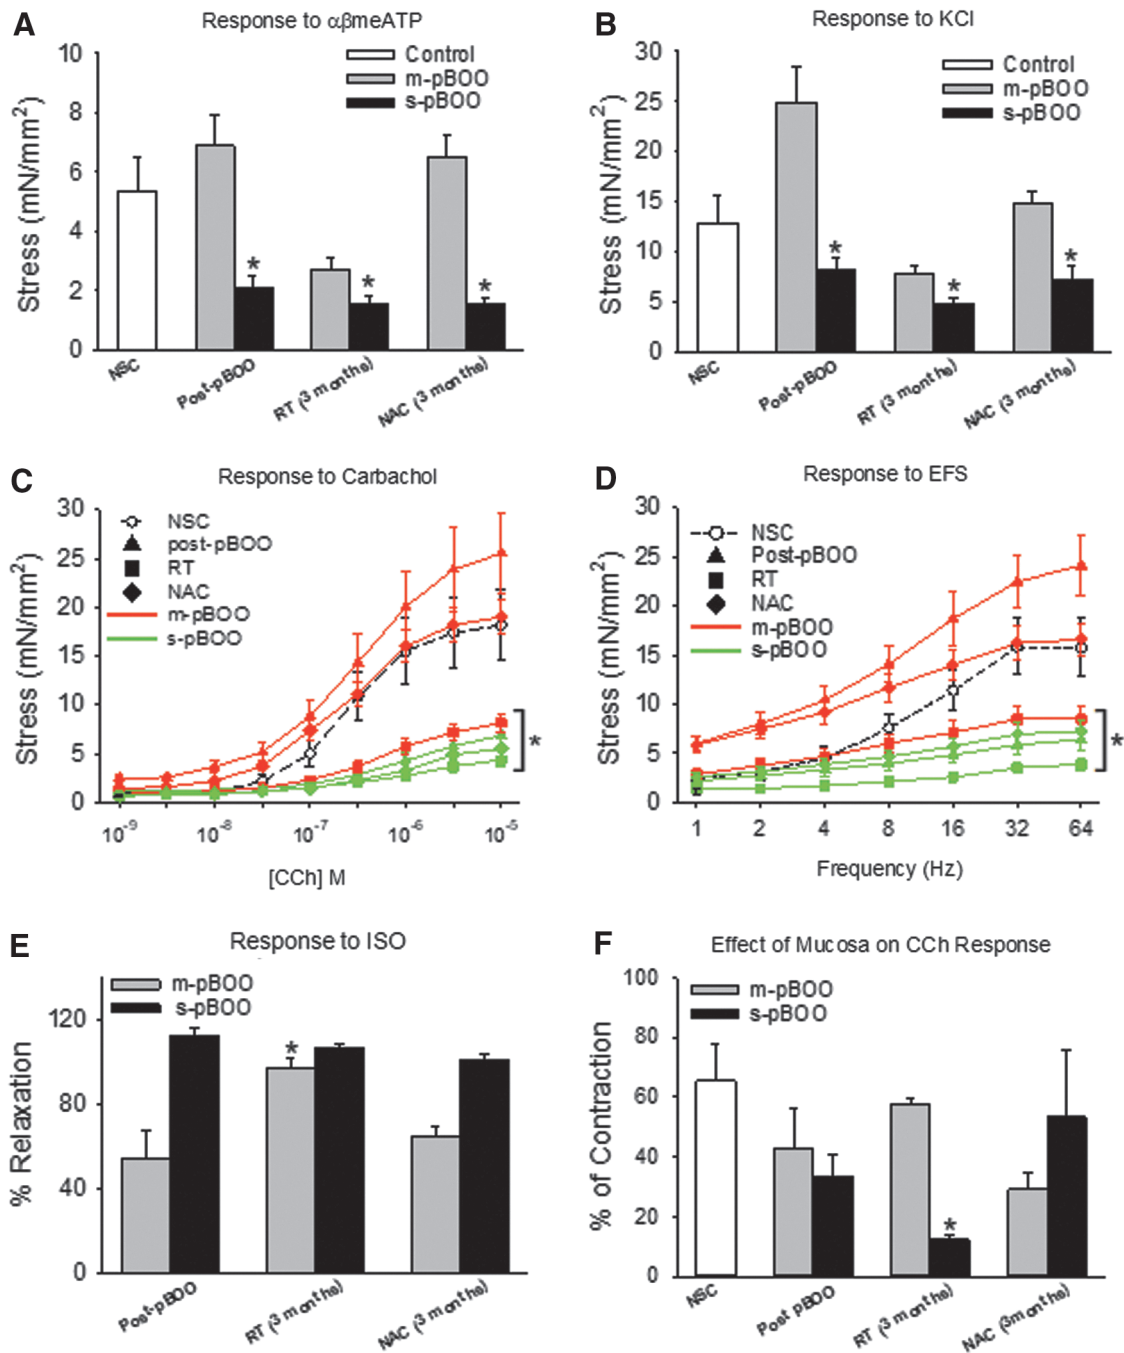 A
Response to αβmeATP
Stress (mN/mm²)
10
8
6
4
2
0
Control
m-pBOO
s-pBOO
*
*
*
NSC
Post-pBOO
RT (3 months)
NAC (3 months)
B
Response to KCl
Stress (mN/mm²)
30
25
20
15
10
5
0
Control
m-pBOO
s-pBOO
*
*
*
NSC
Post-pBOO
RT (3 months)
NAC (3 months)
C
Response to Carbachol
Stress (mN/mm²)
30
25
20
15
10
5
0
NSC
post-pBOO
RT
NAC
m-pBOO
s-pBOO
*
10⁻⁹ 10⁻⁸ 10⁻⁷ 10⁻⁶ 10⁻⁵
[CCh] M
D
Response to EFS
Stress (mN/mm²)
30
25
20
15
10
5
0
NSC
Post-pBOO
RT
NAC
m-pBOO
s-pBOO
*
1 2 4 8 16 32 64
Frequency (Hz)
E
Response to ISO
% Relaxation
120
80
40
0
m-pBOO
s-pBOO
*
Post-pBOO
RT (3 months)
NAC (3 months)
F
Effect of Mucosa on CCh Response
% of Contraction
100
80
60
40
20
0
m-pBOO
s-pBOO
*
NSC
Post pBOO
RT (3 months)
NAC (3months)